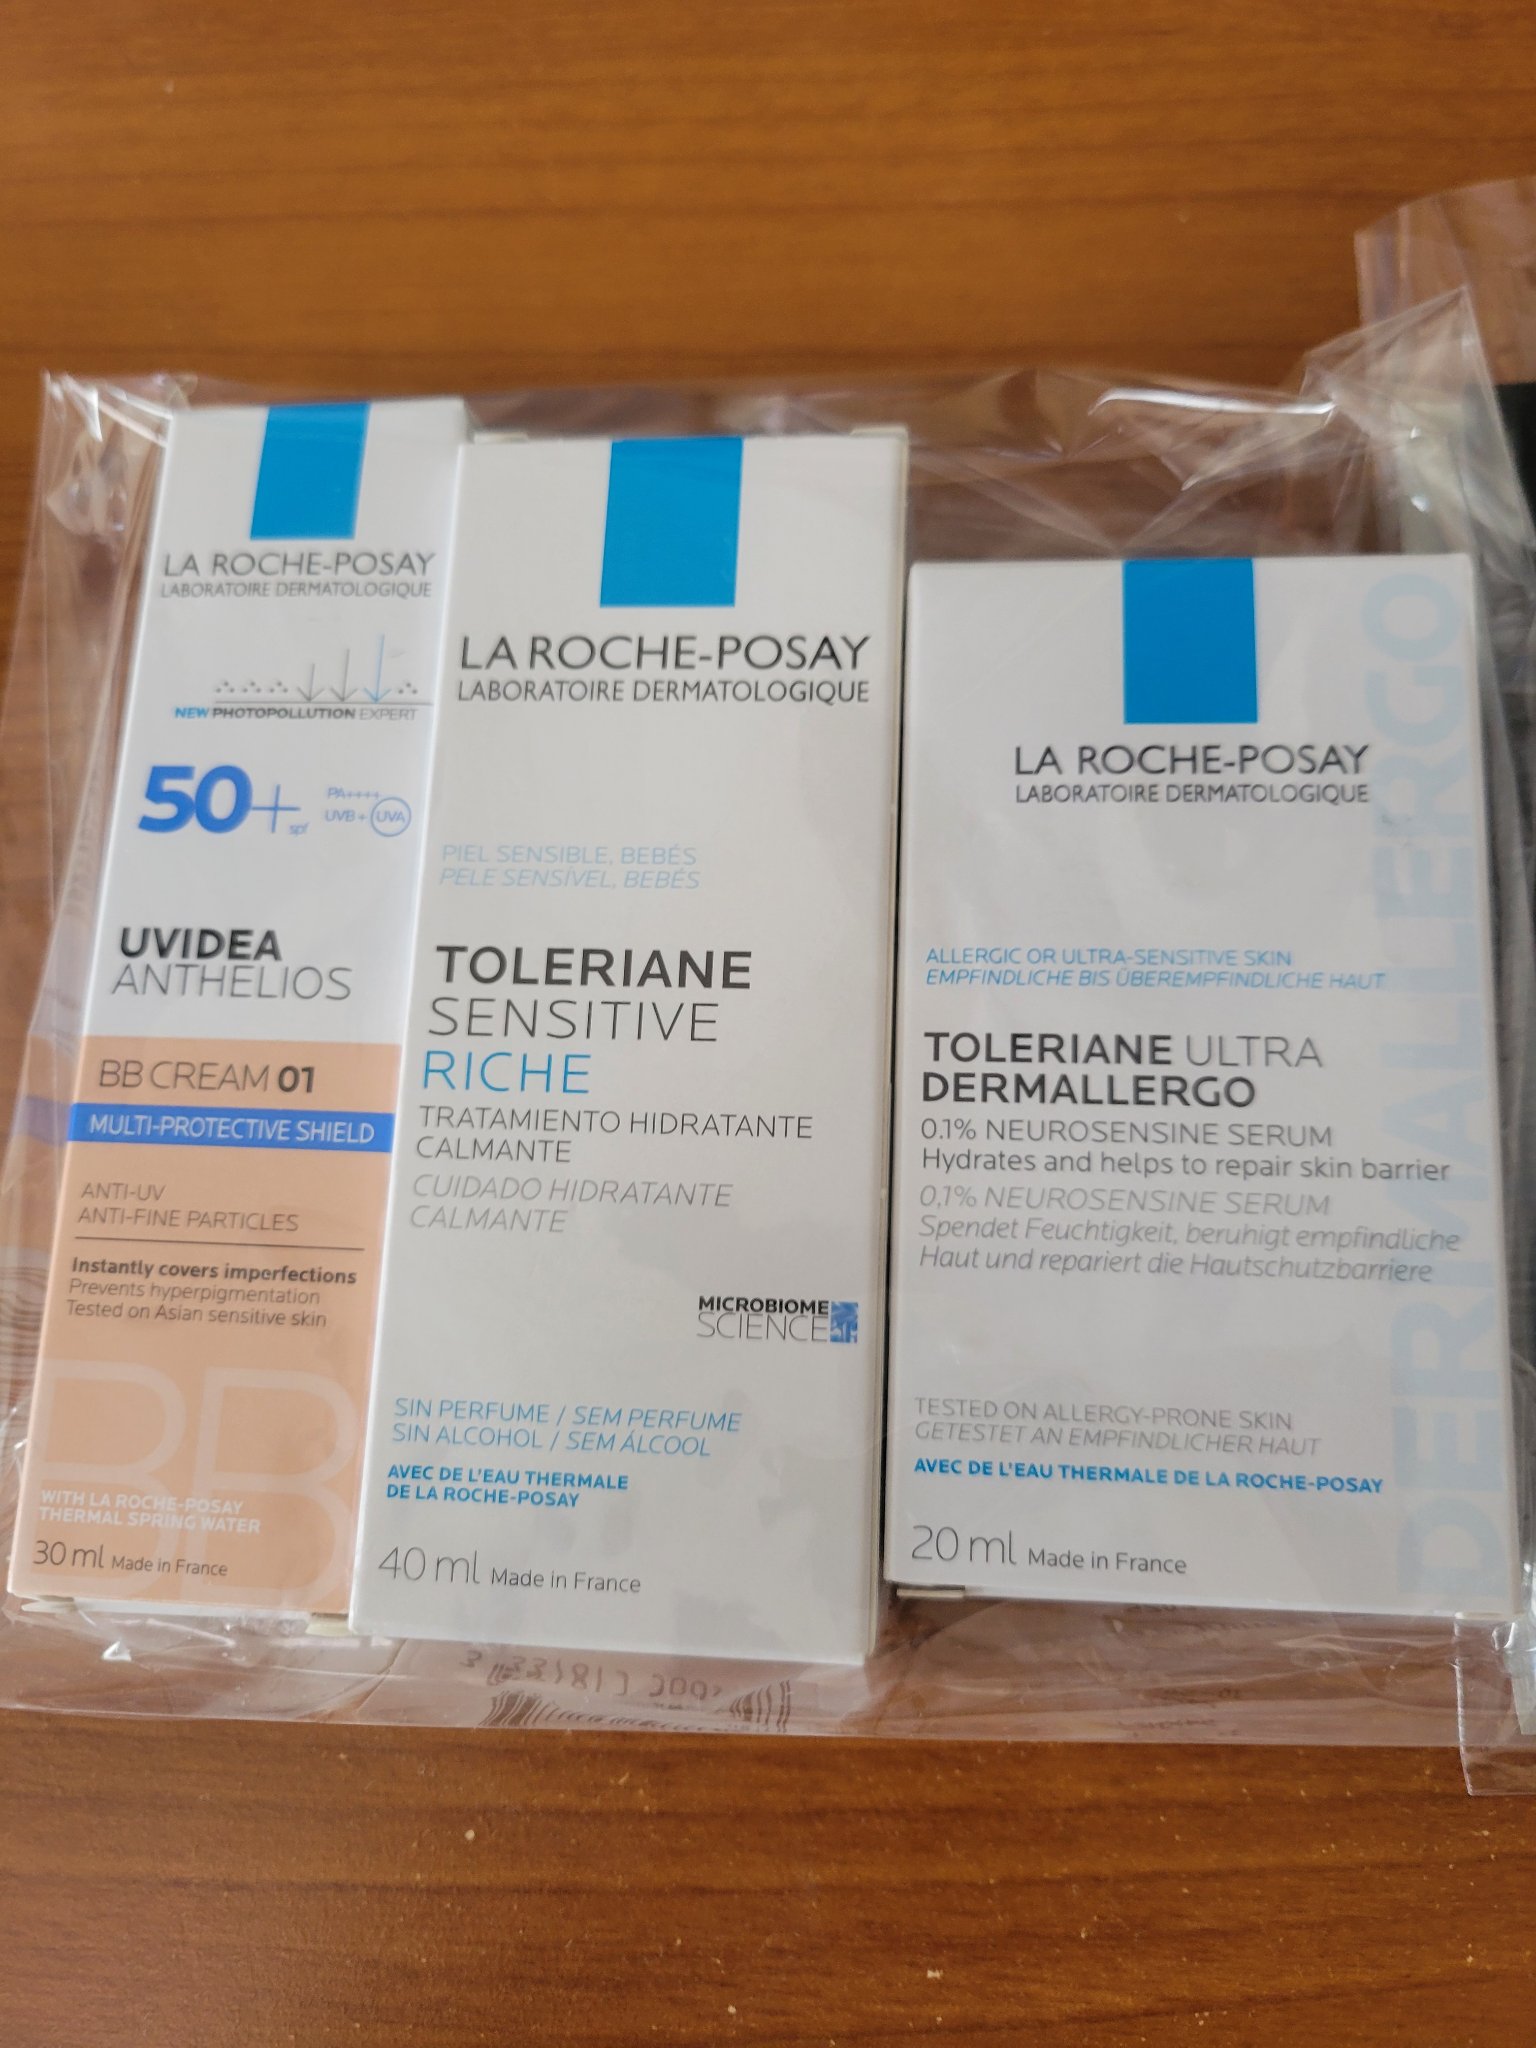 LA ROCHE-POSAY
LABORATOIRE DERMATOLOGIQUE
NEW PHOTOPOLLUTION EXPERT
50+ spf
PA++++
UVB + UVA
UVIDEA
ANTHELIOS
BB CREAM 01
MULTI-PROTECTIVE SHIELD
ANTI-UV
ANTI-FINE PARTICLES
Instantly covers imperfections
Prevents hyperpigmentation
Tested on Asian sensitive skin
BB
WITH LA ROCHE-POSAY
THERMAL SPRING WATER
30 ml Made in France
LA ROCHE-POSAY
LABORATOIRE DERMATOLOGIQUE
PIEL SENSIBLE, BEBÉS
PELE SENSÍVEL, BEBÉS
TOLERIANE
SENSITIVE
RICHE
TRATAMIENTO HIDRATANTE
CALMANTE
CUIDADO HIDRATANTE
CALMANTE
MICROBIOME
SCIENCE
SIN PERFUME / SEM PERFUME
SIN ALCOHOL / SEM ÁLCOOL
AVEC DE L'EAU THERMALE
DE LA ROCHE-POSAY
40 ml Made in France
LA ROCHE-POSAY
LABORATOIRE DERMATOLOGIQUE
ALLERGIC OR ULTRA-SENSITIVE SKIN
EMPFINDLICHE BIS ÜBEREMPFINDLICHE HAUT
TOLERIANE ULTRA
DERMALLERGO
0.1% NEUROSENSINE SERUM
Hydrates and helps to repair skin barrier
0,1% NEUROSENSINE SERUM
Spendet Feuchtigkeit, beruhigt empfindliche
Haut und repariert die Hautschutzbarriere
TESTED ON ALLERGY-PRONE SKIN
GETESTET AN EMPFINDLICHER HAUT
AVEC DE L'EAU THERMALE DE LA ROCHE-POSAY
20 ml Made in France
DERMALLERGO